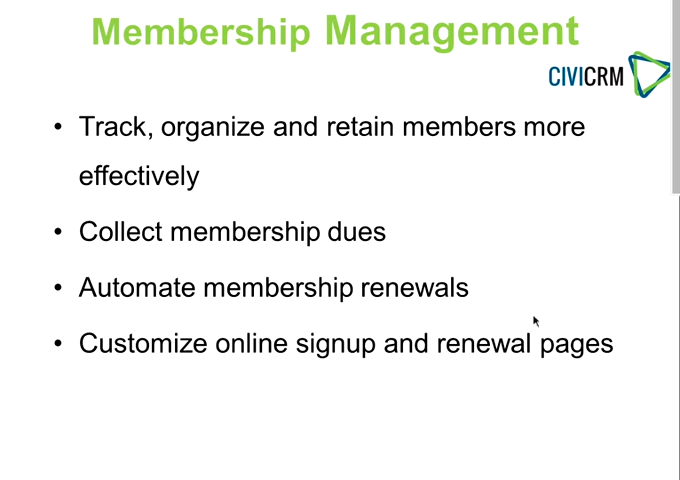 Membership Management
CIVICRM
• Track, organize and retain members more
effectively
• Collect membership dues
• Automate membership renewals
• Customize online signup and renewal pages